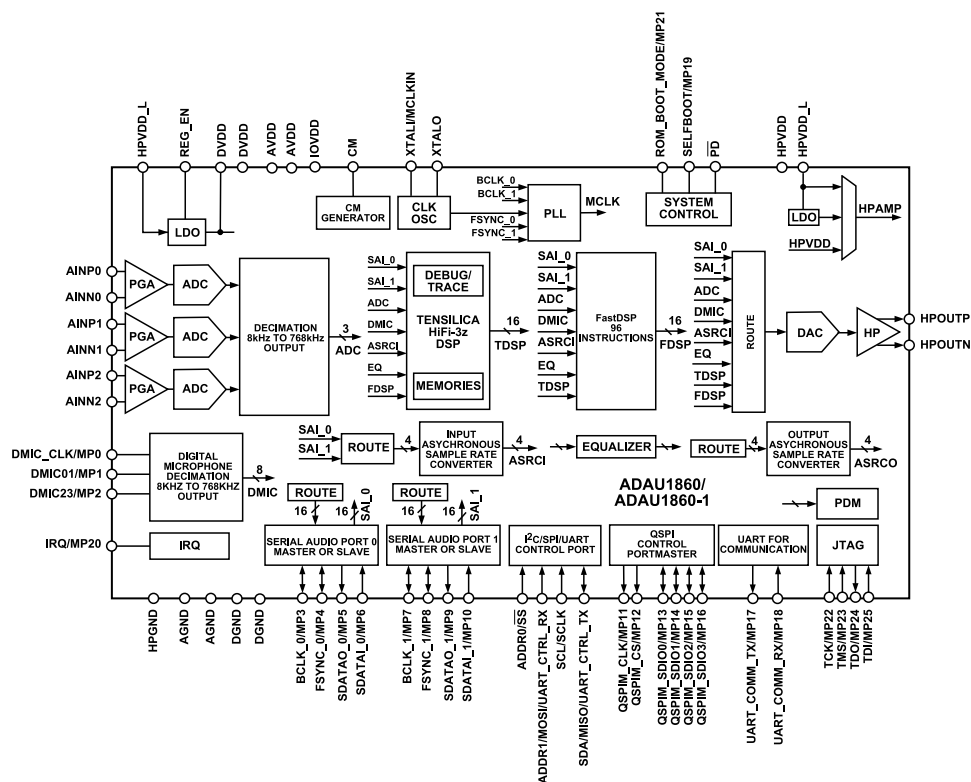 HPVDD_L
REG_EN
DVDD
DVDD
AVDD
AVDD
IOVDD
CM
XTALI/MCLKIN
XTALO
ROM_BOOT_MODE/MP21
SELFBOOT/MP19
PD
HPVDD
HPVDD_L
LDO
CM
GENERATOR
CLK
OSC
BCLK_0
BCLK_1
FSYNC_0
FSYNC_1
PLL
MCLK
SYSTEM
CONTROL
LDO
HPVDD
HPAMP
AINP0
AINN0
AINP1
AINN1
AINP2
AINN2
PGA
PGA
PGA
ADC
ADC
ADC
DECIMATION
8kHz TO 768kHz
OUTPUT
3
ADC
SAI_0
SAI_1
ADC
DMIC
ASRCI
EQ
FDSP
DEBUG/
TRACE
TENSILICA
HiFi-3z
DSP
MEMORIES
16
TDSP
SAI_0
SAI_1
ADC
DMIC
ASRCI
EQ
TDSP
FastDSP
96
INSTRUCTIONS
16
FDSP
SAI_0
SAI_1
ADC
DMIC
ASRCI
EQ
TDSP
FDSP
ROUTE
DAC
HP
HPOUTP
HPOUTN
DMIC_CLK/MP0
DMIC01/MP1
DMIC23/MP2
DIGITAL
MICROPHONE
DECIMATION
8KHZ TO 768KHZ
OUTPUT
8
DMIC
SAI_0
SAI_1
ROUTE
4
INPUT
ASYCHRONOUS
SAMPLE RATE
CONVERTER
4
ASRCI
EQUALIZER
ROUTE
4
OUTPUT
ASYCHRONOUS
SAMPLE RATE
CONVERTER
4
ASRCO
ADAU1860/
ADAU1860-1
PDM
IRQ/MP20
IRQ
ROUTE
16
16
SAI_0
SERIAL AUDIO PORT 0
MASTER OR SLAVE
ROUTE
16
16
SAI_1
SERIAL AUDIO PORT 1
MASTER OR SLAVE
I2C/SPI/UART
CONTROL PORT
QSPI
CONTROL
PORTMASTER
UART FOR
COMMUNICATION
JTAG
HPGND
AGND
AGND
DGND
DGND
BCLK_0/MP3
FSYNC_0/MP4
SDATAO_0/MP5
SDATAI_0/MP6
BCLK_1/MP7
FSYNC_1/MP8
SDATAO_1/MP9
SDATAI_1/MP10
ADDR0/SS
ADDR1/MOSI/UART_CTRL_RX
SCL/SCLK
SDA/MISO/UART_CTRL_TX
QSPIM_CLK/MP11
QSPIM_CS/MP12
QSPIM_SDIO0/MP13
QSPIM_SDIO1/MP14
QSPIM_SDIO2/MP15
QSPIM_SDIO3/MP16
UART_COMM_TX/MP17
UART_COMM_RX/MP18
TCK/MP22
TMS/MP23
TDO/MP24
TDI/MP25